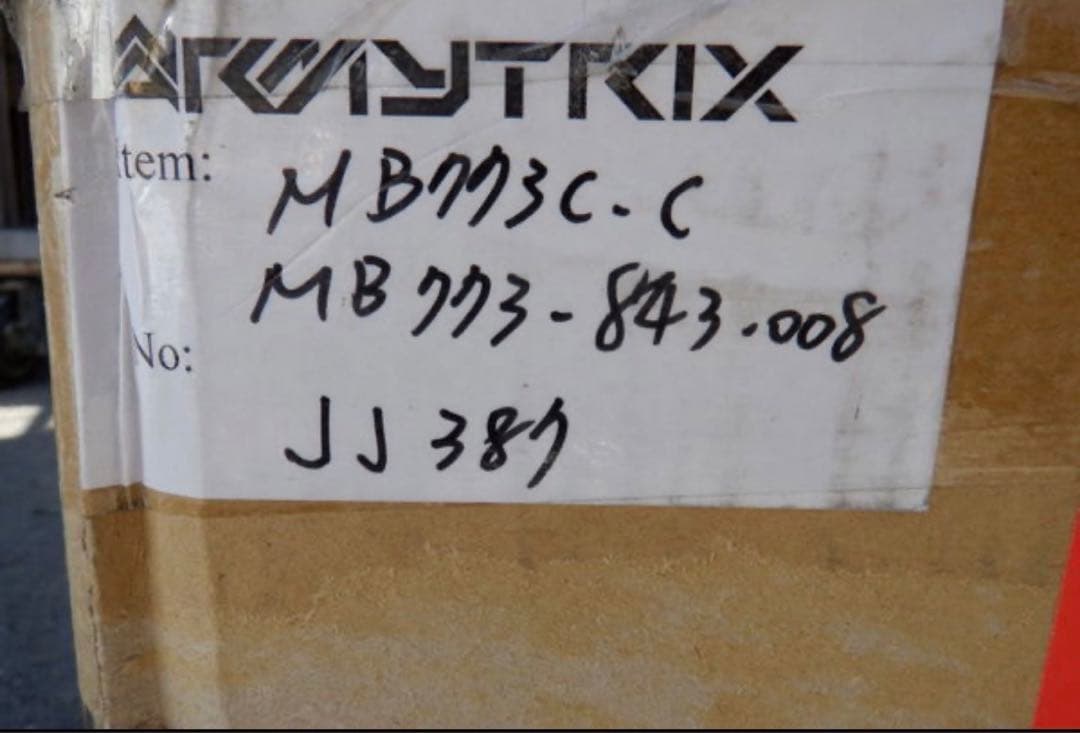 ARMYTRIX
Item:
MB773C-C
MB773-843.008
No:
JJ387